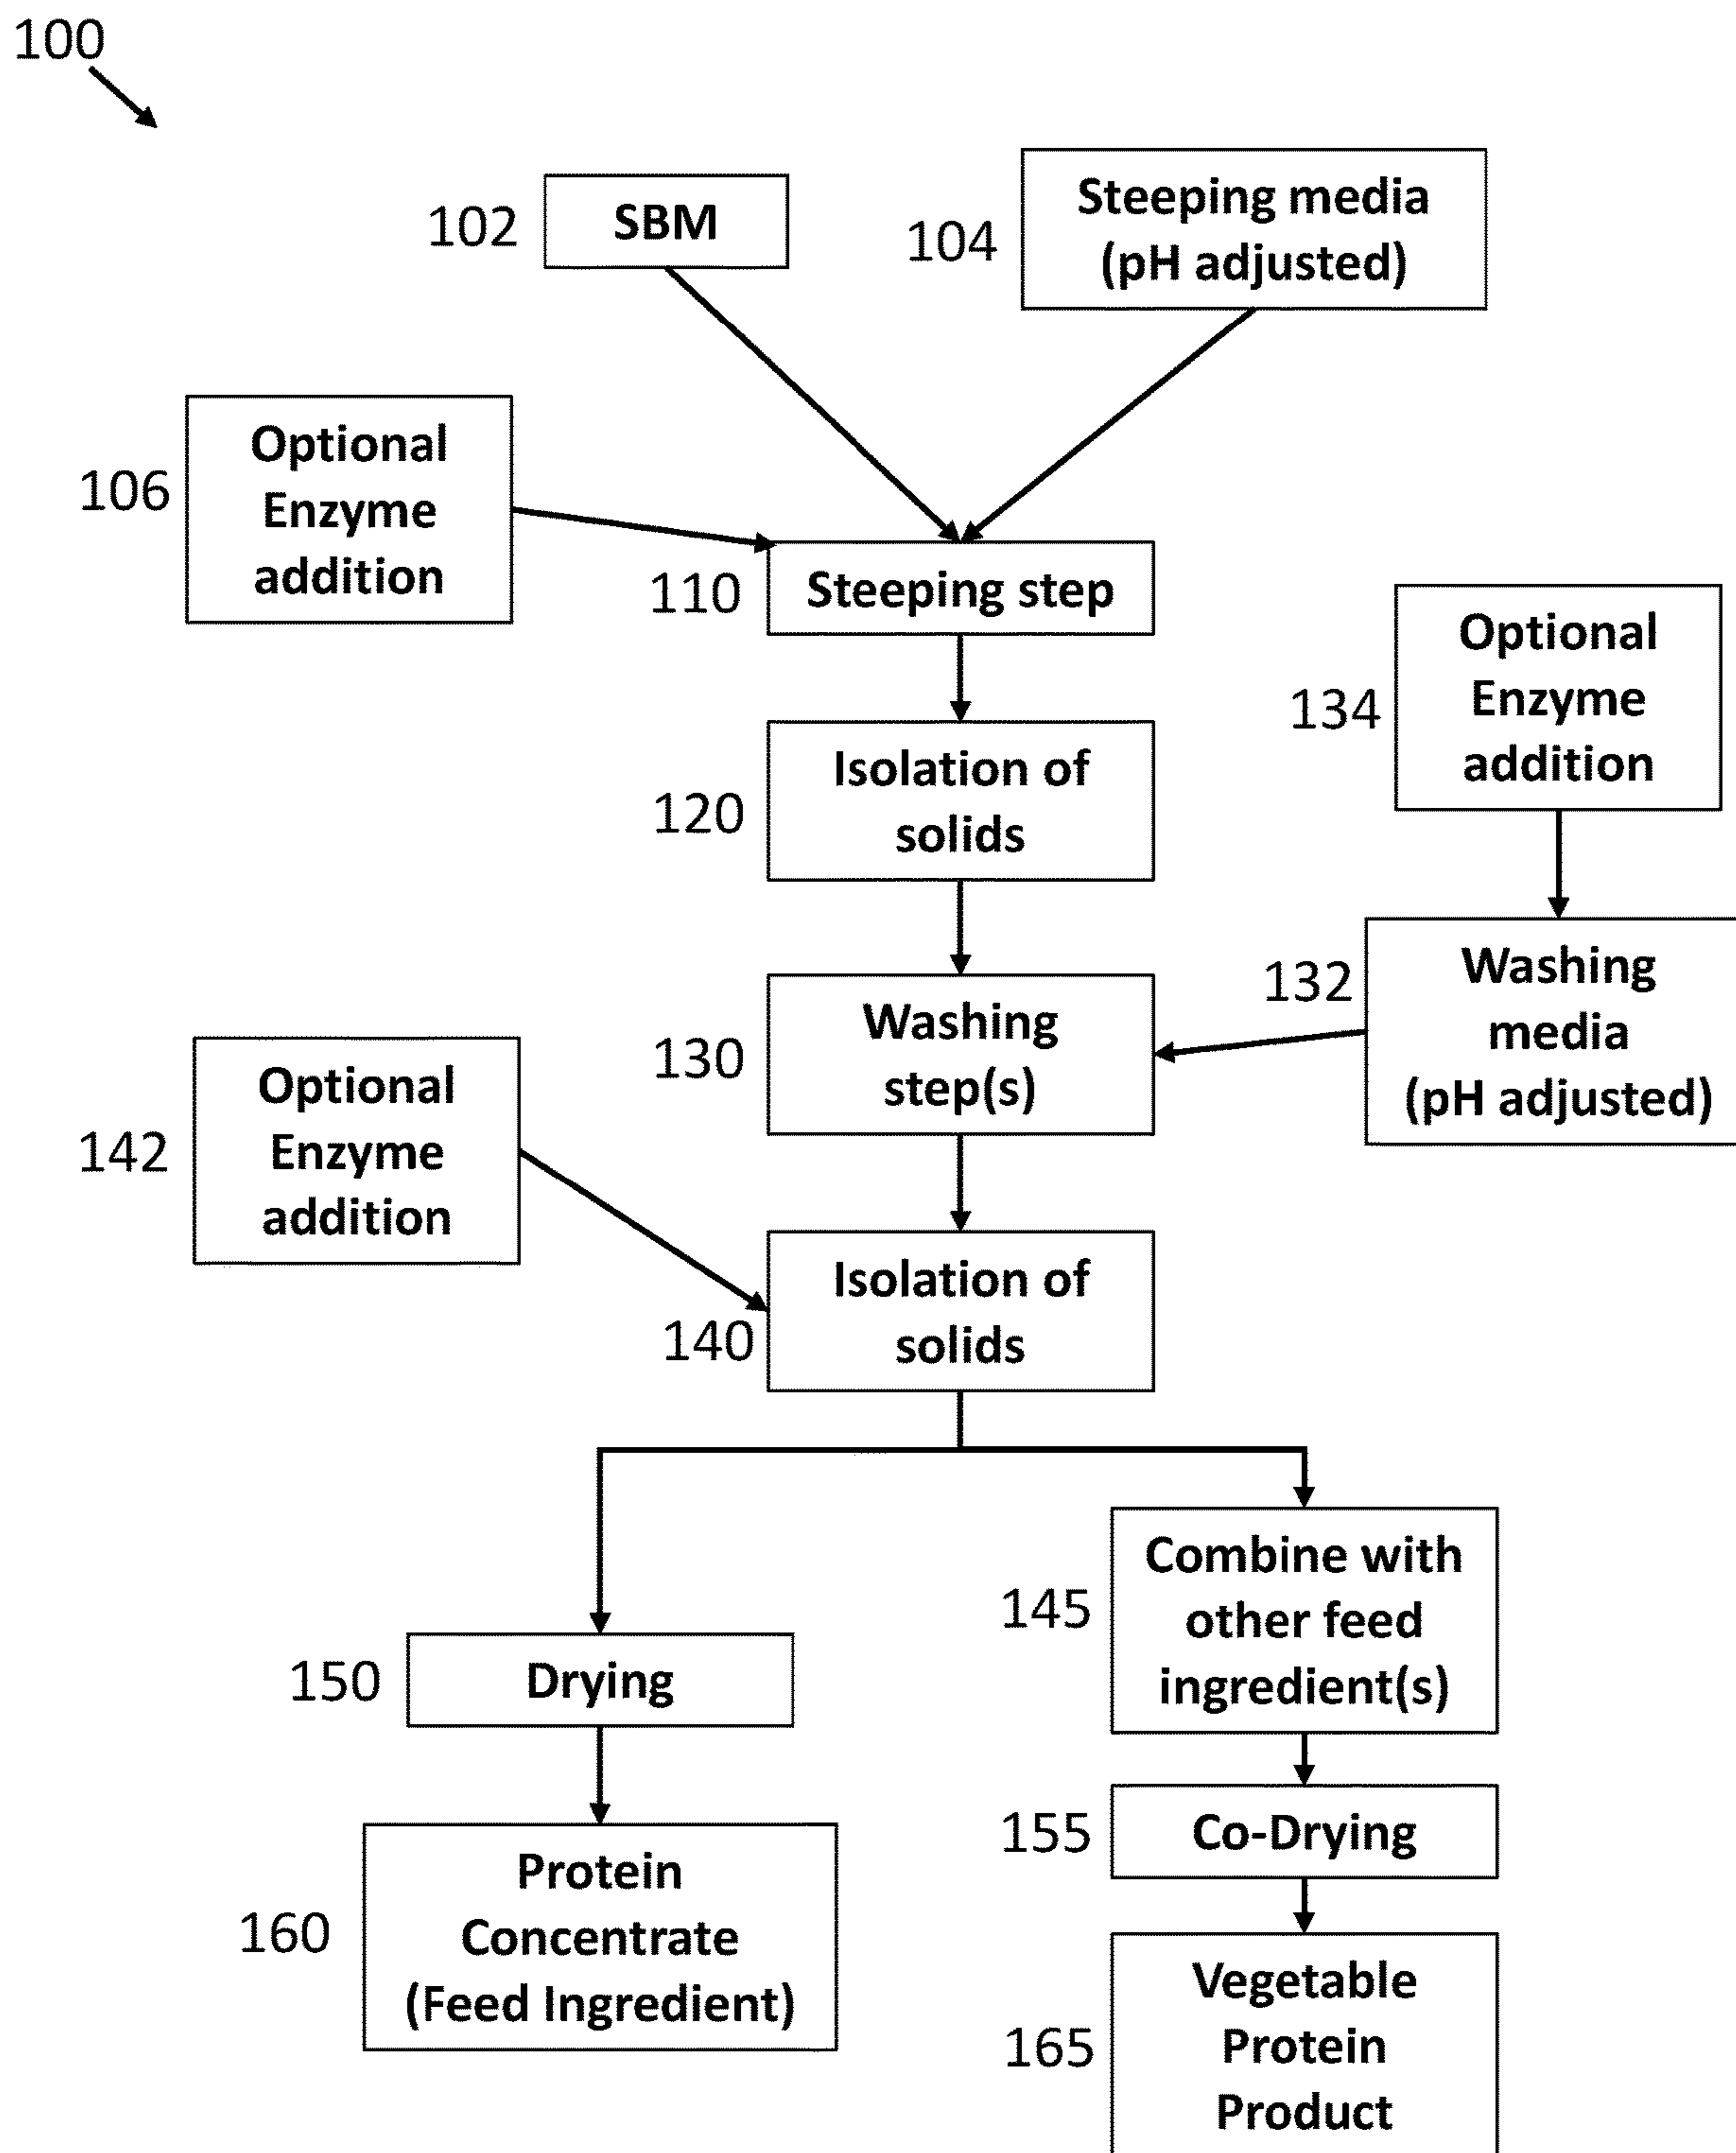 100
102
SBM
104
Steeping media
(pH adjusted)
106
Optional
Enzyme
addition
110
Steeping step
134
Optional
Enzyme
addition
120
Isolation of
solids
132
Washing
media
(pH adjusted)
130
Washing
step(s)
142
Optional
Enzyme
addition
140
Isolation of
solids
145
Combine with
other feed
ingredient(s)
150
Drying
155
Co-Drying
160
Protein
Concentrate
(Feed Ingredient)
165
Vegetable
Protein
Product